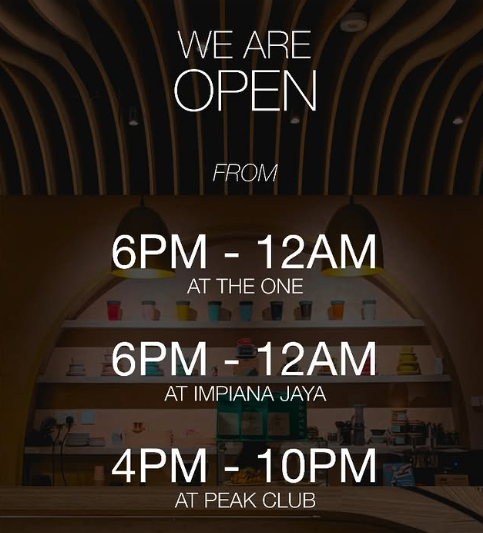 WE ARE
OPEN
FROM
6PM - 12AM
AT THE ONE
6PM - 12AM
AT IMPIANA JAYA
4PM - 10PM
AT PEAK CLUB